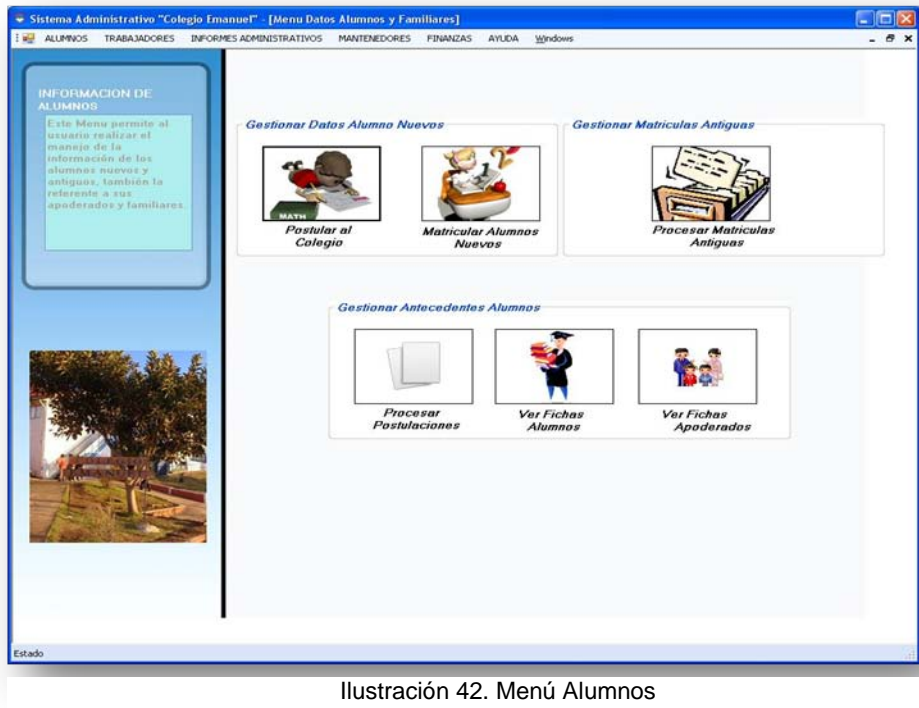 Sistema Administrativo "Colegio Emanuel" - [Menu Datos Alumnos y Familiares]
ALUMNOS TRABAJADORES INFORMES ADMINISTRATIVOS MANTENEDORES FINANZAS AYUDA Windows
INFORMACION DE
ALUMNOS
Este Menu permite al
usuario realizar el
manejo de la
información de los
alumnos nuevos y
antiguos, también la
referente a sus
apoderados y familiares.
Gestionar Datos Alumno Nuevos
MATH
Postular al
Colegio
Matricular Alumnos
Nuevos
Gestionar Matriculas Antiguas
Procesar Matriculas
Antiguas
Gestionar Antecedentes Alumnos
Procesar
Postulaciones
Ver Fichas
Alumnos
Ver Fichas
Apoderados
Estado
Ilustración 42. Menú Alumnos